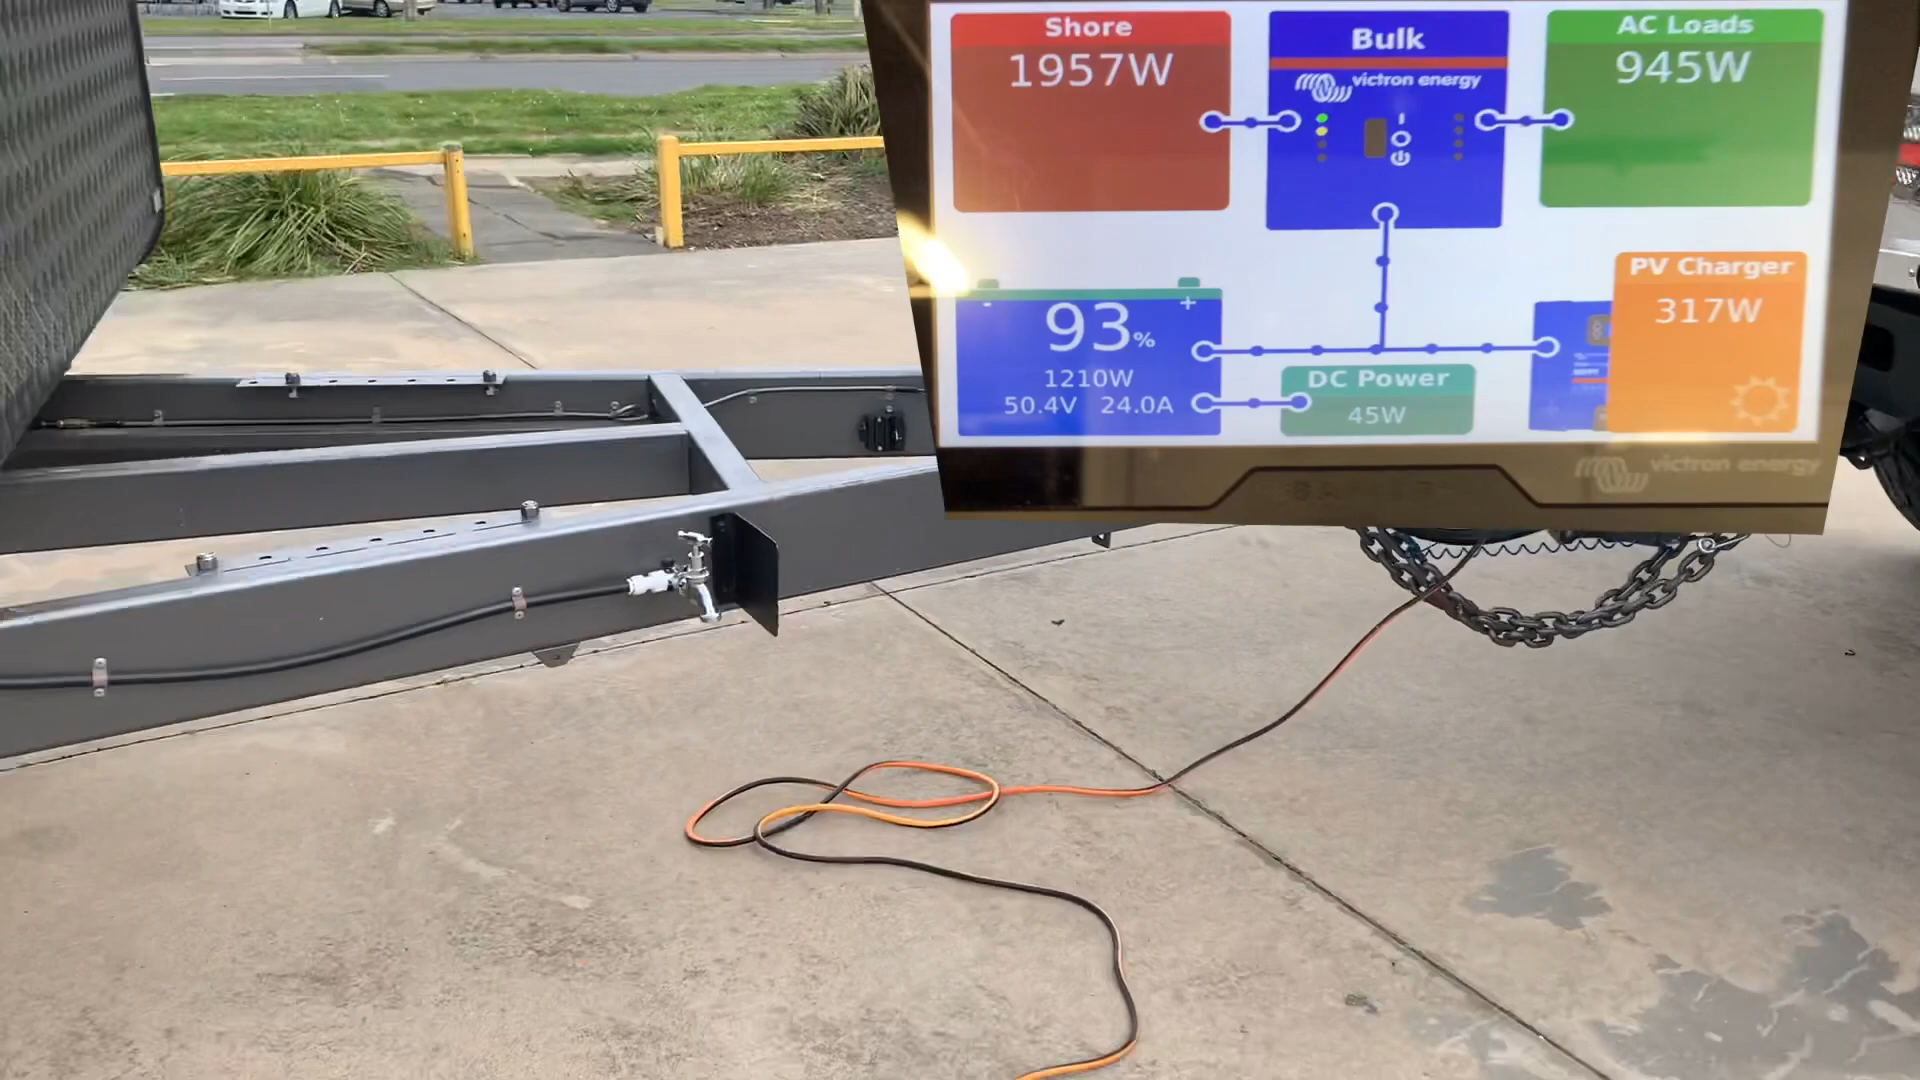 Shore
1957W
Bulk
victron energy
AC Loads
945W
PV Charger
317W
93%
1210W
50.4V 24.0A
DC Power
45W
victron energy